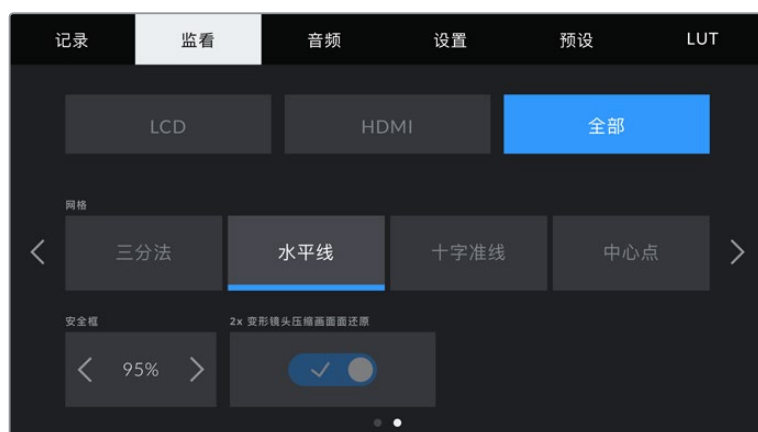 记录 监看 音频 设置 预设 LUT
LCD HDMI 全部
网格
三分法 水平线 十字准线 中心点
安全框 2x 变形镜头压缩画面面还原
95%